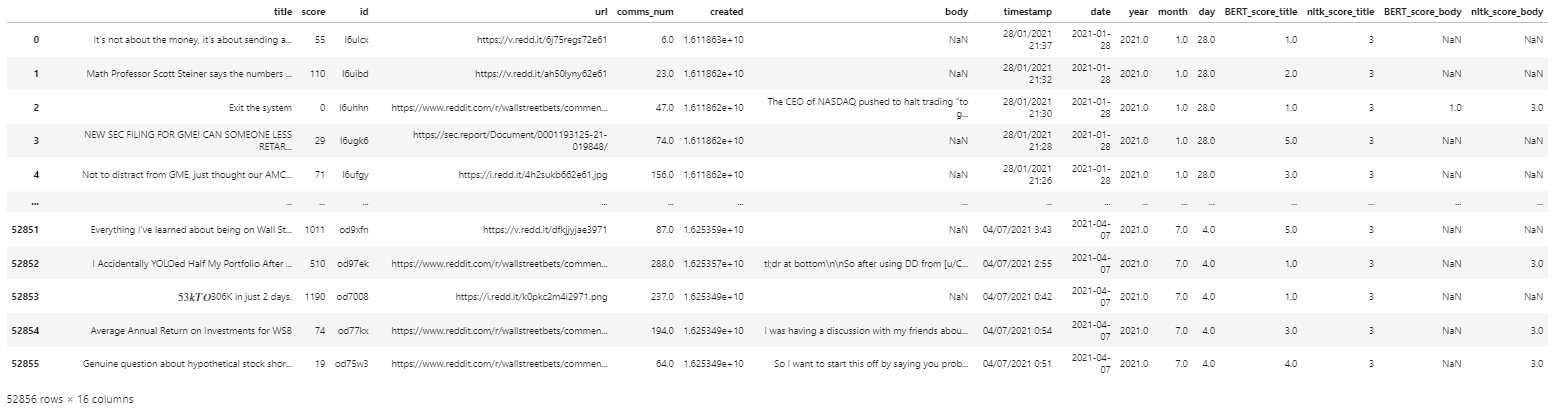 title score id url comms_num created body timestamp date year month day BERT_score_title nltk_score_title BERT_score_body nltk_score_body
0 It's not about the money, it's about sending a... 55 l6ulcx https://v.redd.it/6j75regs72e61 6.0 1.611863e+10 NaN 28/01/2021 21:37 2021-01-28 2021.0 1.0 28.0 1.0 3 NaN NaN
1 Math Professor Scott Steiner says the numbers ... 110 l6uibd https://v.redd.it/ah50lyny62e61 23.0 1.611862e+10 NaN 28/01/2021 21:32 2021-01-28 2021.0 1.0 28.0 2.0 3 NaN NaN
2 Exit the system 0 l6uhhn https://www.reddit.com/r/wallstreetbets/commen... 47.0 1.611862e+10 The CEO of NASDAQ pushed to halt trading "to g... 28/01/2021 21:30 2021-01-28 2021.0 1.0 28.0 1.0 3 1.0 3.0
3 NEW SEC FILING FOR GME! CAN SOMEONE LESS RETAR... 29 l6ugk6 https://sec.report/Document/0001193125-21-019848/ 74.0 1.611862e+10 NaN 28/01/2021 21:28 2021-01-28 2021.0 1.0 28.0 5.0 3 NaN NaN
4 Not to distract from GME, just thought our AMC... 71 l6ufgy https://i.redd.it/4h2sukb662e61.jpg 156.0 1.611862e+10 NaN 28/01/2021 21:26 2021-01-28 2021.0 1.0 28.0 3.0 3 NaN NaN
... ... ... ... ... ... ... ... ... ... ... ... ... ... ... ... ...
52851 Everything I've learned about being on Wall St... 1011 od9xfn https://v.redd.it/dfkjjyjae3971 87.0 1.625359e+10 NaN 04/07/2021 3:43 2021-04-07 2021.0 7.0 4.0 5.0 3 NaN NaN
52852 I Accidentally YOLOed Half My Portfolio After ... 510 od97ek https://www.reddit.com/r/wallstreetbets/commen... 288.0 1.625357e+10 tl;dr at bottom\n\nSo after using DD from [u/C... 04/07/2021 2:55 2021-04-07 2021.0 7.0 4.0 1.0 3 NaN 3.0
52853 53kTO306K in just 2 days. 1190 od7008 https://i.redd.it/k0pkc2m4i2971.png 237.0 1.625349e+10 NaN 04/07/2021 0:42 2021-04-07 2021.0 7.0 4.0 1.0 3 NaN NaN
52854 Average Annual Return on Investments for WSB 74 od77kx https://www.reddit.com/r/wallstreetbets/commen... 194.0 1.625349e+10 I was having a discussion with my friends abou... 04/07/2021 0:54 2021-04-07 2021.0 7.0 4.0 3.0 3 NaN 3.0
52855 Genuine question about hypothetical stock shor... 19 od75w3 https://www.reddit.com/r/wallstreetbets/commen... 64.0 1.625349e+10 So I want to start this off by saying you prob... 04/07/2021 0:51 2021-04-07 2021.0 7.0 4.0 4.0 3 NaN 3.0
52856 rows × 16 columns